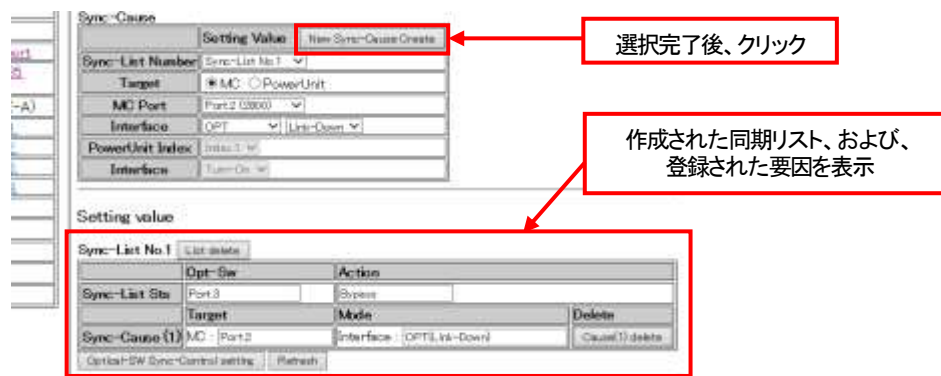 Sync-Cause
Setting Value New Sync-Cause Create
選択完了後、クリック
Sync-List Number Sync-List No.1
Target MC PowerUnit
-A)
MC Port Port.2 (2800)
Interface OPT Link-Down
PowerUnit Index Index.1
Interface Turn-On
作成された同期リスト、および、
登録された要因を表示
Setting value
Sync-List No.1 List delete
Opt-Sw Action
Sync-List Sts Port.3 Bypass
Target Mode Delete
Sync-Cause (1) MC : Port.2 Interface : OPT(Link-Down) Cause(1) delete
Optical-SW Sync-Control setting Refresh